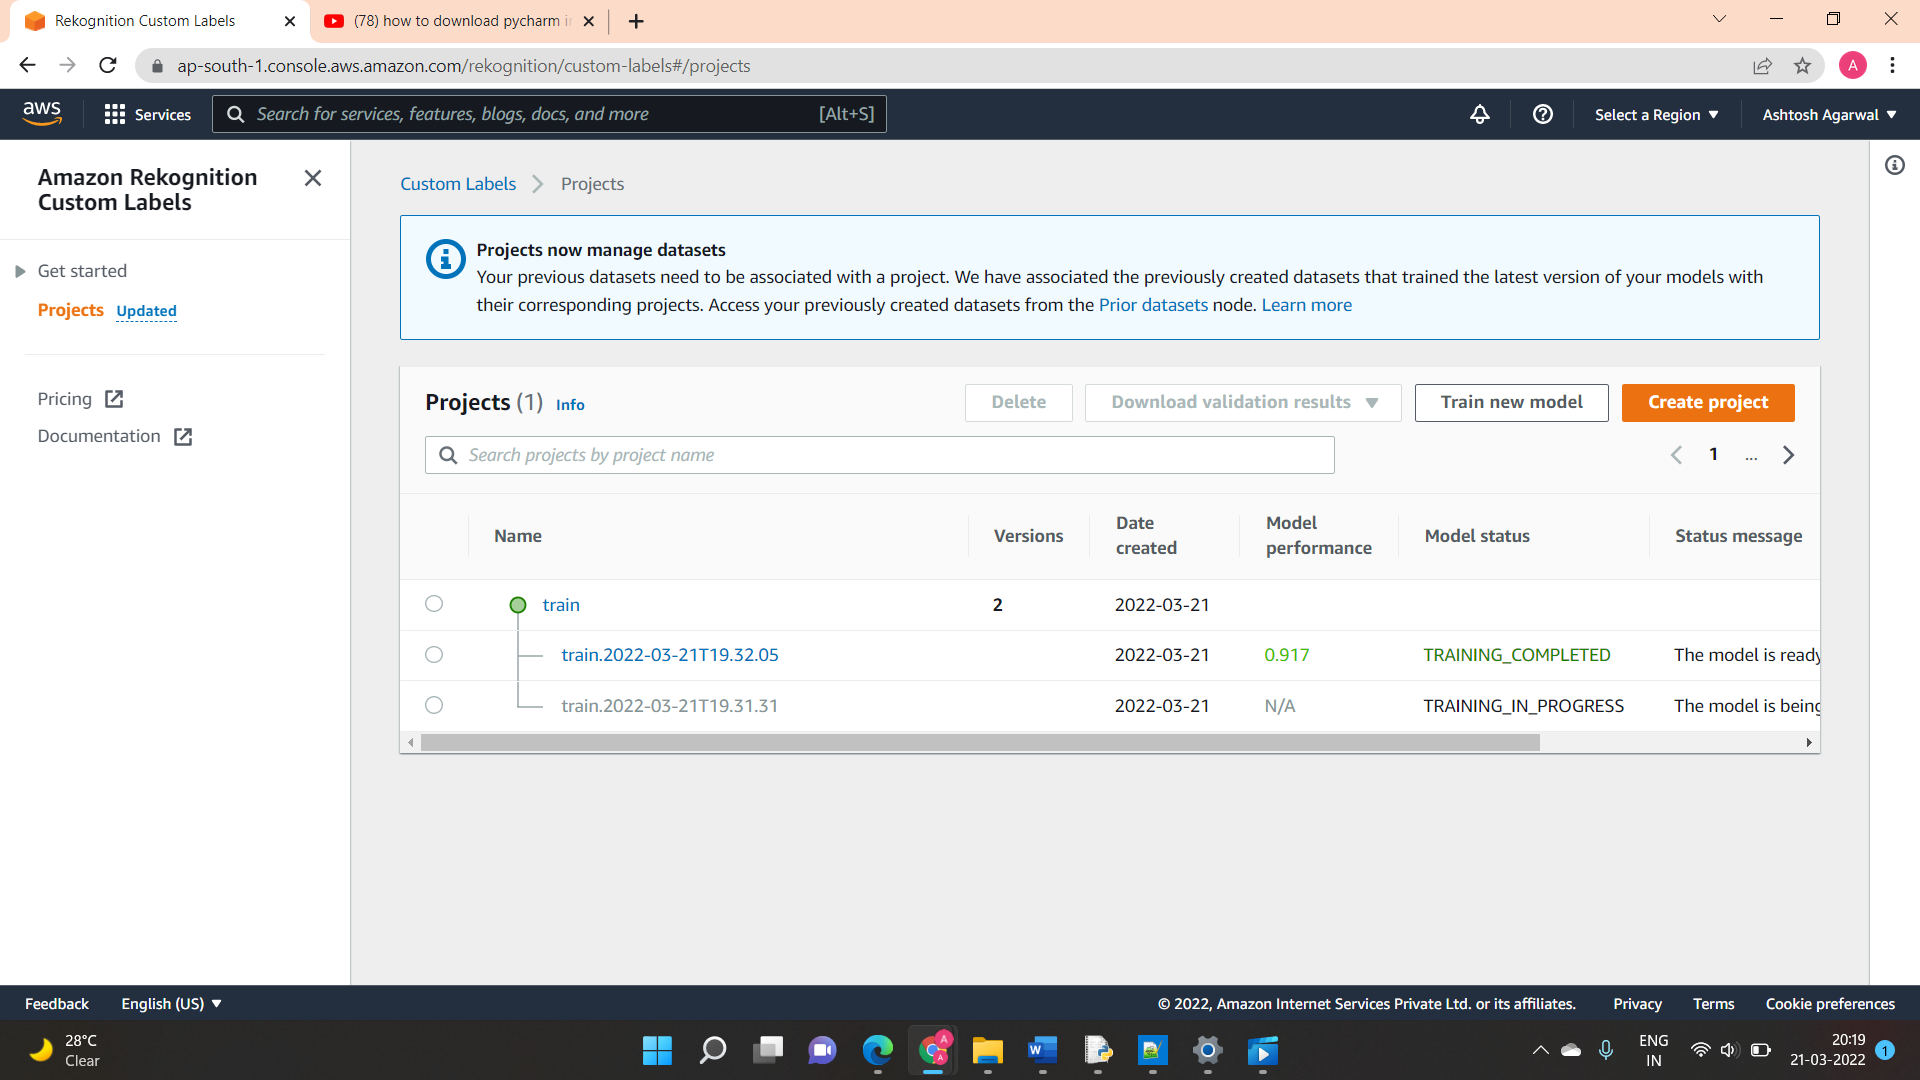 Rekognition Custom Labels
(78) how to download pycharm i
ap-south-1.console.aws.amazon.com/rekognition/custom-labels#/projects
A
aws
Services
Search for services, features, blogs, docs, and more
[Alt+S]
Select a Region
Ashtosh Agarwal
Amazon Rekognition
Custom Labels
Get started
Projects Updated
Pricing
Documentation
Custom Labels
Projects
Projects now manage datasets
Your previous datasets need to be associated with a project. We have associated the previously created datasets that trained the latest version of your models with
their corresponding projects. Access your previously created datasets from the Prior datasets node. Learn more
Projects (1) Info
Delete
Download validation results
Train new model
Create project
Search projects by project name
1 ...
Name
Versions
Date
created
Model
performance
Model status
Status message
train
2
2022-03-21
train.2022-03-21T19.32.05
2022-03-21
0.917
TRAINING_COMPLETED
The model is ready
train.2022-03-21T19.31.31
2022-03-21
N/A
TRAINING_IN_PROGRESS
The model is being
Feedback
English (US)
© 2022, Amazon Internet Services Private Ltd. or its affiliates.
Privacy
Terms
Cookie preferences
28°C
Clear
A
A
W
ENG
IN
20:19
21-03-2022
1